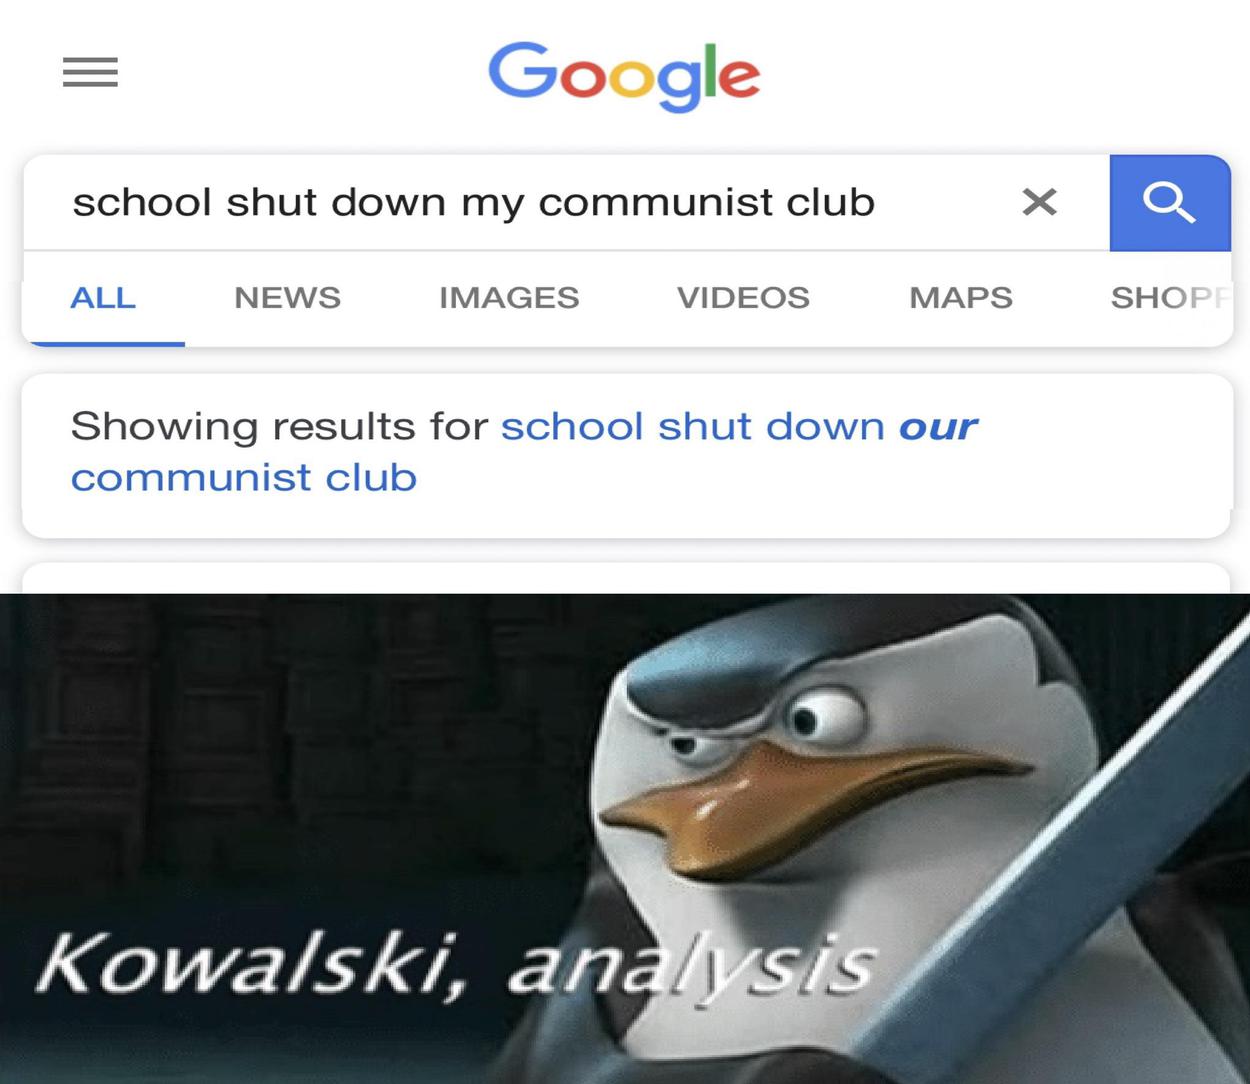 Google
school shut down my communist club
ALL NEWS IMAGES VIDEOS MAPS SHOPP
Showing results for school shut down our
communist club
Kowalski, analysis